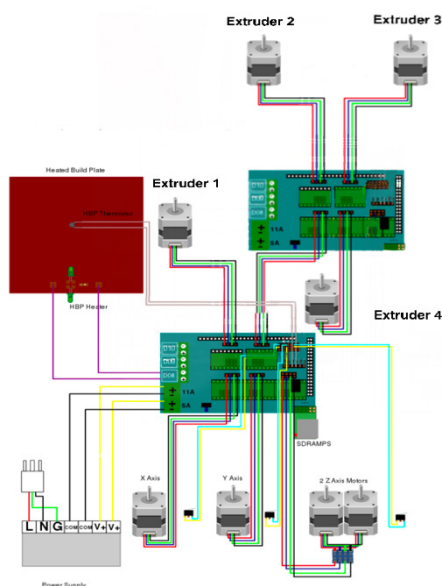 Extruder 2
Extruder 3
Heated Build Plate
Extruder 1
D10
D9
D8
HBP Thermistor
11A
5A
HBP Heater
Extruder 4
D10
D9
D8
11A
5A
SDRAMPS
X Axis
Y Axis
2 Z Axis Motors
L N G COM COM V+ V+
Power Supply